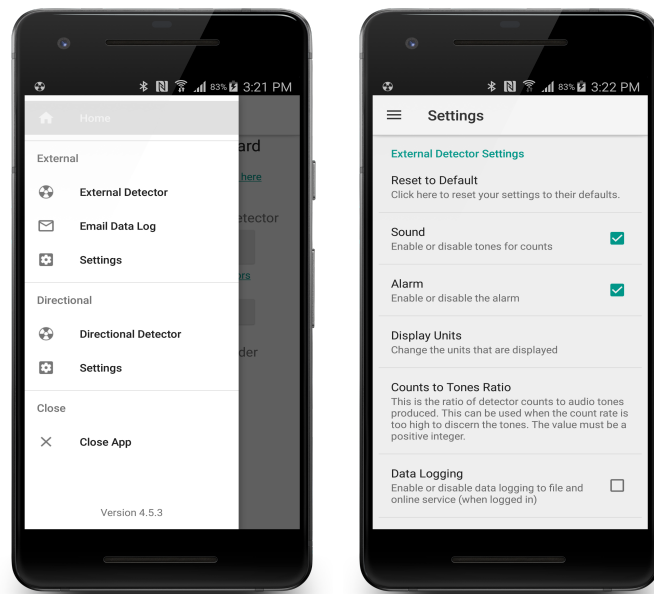 83% 3:21 PM
Home
External
External Detector
Email Data Log
Settings
Directional
Directional Detector
Settings
Close
Close App
Version 4.5.3
ard
here
etector
ors
der
83% 3:22 PM
Settings
External Detector Settings
Reset to Default
Click here to reset your settings to their defaults.
Sound
Enable or disable tones for counts
Alarm
Enable or disable the alarm
Display Units
Change the units that are displayed
Counts to Tones Ratio
This is the ratio of detector counts to audio tones
produced. This can be used when the count rate is
too high to discern the tones. The value must be a
positive integer.
Data Logging
Enable or disable data logging to file and
online service (when logged in)